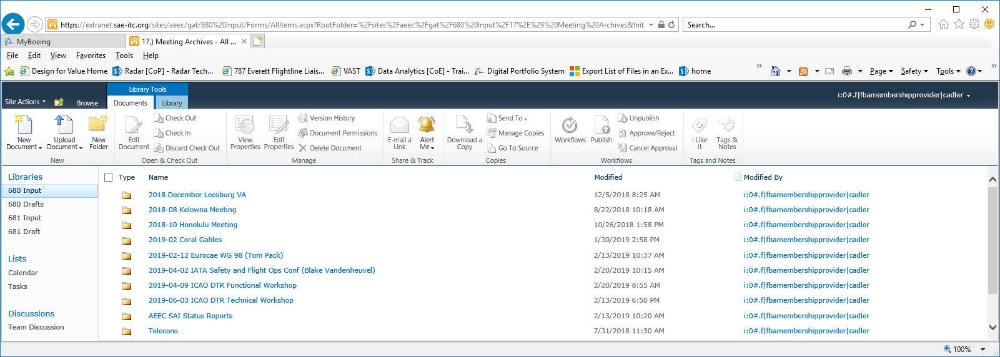 https://extranet.sae-itc.org/sites/aeec/gat/680%20Input/Forms/AllItems.aspx?RootFolder=%2Fsites%2Faeec%2Fgat%2F680%20Input%2F17%2E%29%20Meeting%20Archives&Init
Search...
MyBoeing
17.) Meeting Archives - All ...
File Edit View Favorites Tools Help
Design for Value Home Radar [CoP] - Radar Tech... 787 Everett Flightline Liais... VAST Data Analytics [CoE] - Trai... Digital Portfolio System Export List of Files in an Ex... home Page Safety Tools
Library Tools
Site Actions Browse Documents Library i:0#.f|fbamembershipprovider|cadler
New Document Upload Document New Folder
New
Edit Document Check Out Check In Discard Check Out
Open & Check Out
View Properties Edit Properties Version History Document Permissions Delete Document
Manage
E-mail a Link Alert Me
Share & Track
Download a Copy Send To Manage Copies Go To Source
Copies
Workflows Publish Unpublish Approve/Reject Cancel Approval
Workflows
I Like It Tags & Notes
Tags and Notes
Libraries
680 Input
680 Drafts
681 Input
681 Draft
Lists
Calendar
Tasks
Discussions
Team Discussion
Type Name Modified Modified By
2018 December Leesburg VA 12/5/2018 8:25 AM i:0#.f|fbamembershipprovider|cadler
2018-08 Kelowna Meeting 8/22/2018 10:18 AM i:0#.f|fbamembershipprovider|cadler
2018-10 Honolulu Meeting 10/26/2018 1:58 PM i:0#.f|fbamembershipprovider|cadler
2019-02 Coral Gables 1/30/2019 2:58 PM i:0#.f|fbamembershipprovider|cadler
2019-02-12 Eurocae WG 98 (Tom Pack) 2/13/2019 10:37 AM i:0#.f|fbamembershipprovider|cadler
2019-04-02 IATA Safety and Flight Ops Conf (Blake Vandenheuvel) 2/20/2019 10:15 AM i:0#.f|fbamembershipprovider|cadler
2019-04-09 ICAO DTR Functional Workshop 2/20/2019 8:55 AM i:0#.f|fbamembershipprovider|cadler
2019-06-03 ICAO DTR Technical Workshop 2/13/2019 6:50 PM i:0#.f|fbamembershipprovider|cadler
AEEC SAI Status Reports 2/13/2019 10:20 AM i:0#.f|fbamembershipprovider|cadler
Telecons 7/31/2018 11:30 AM i:0#.f|fbamembershipprovider|cadler
100%